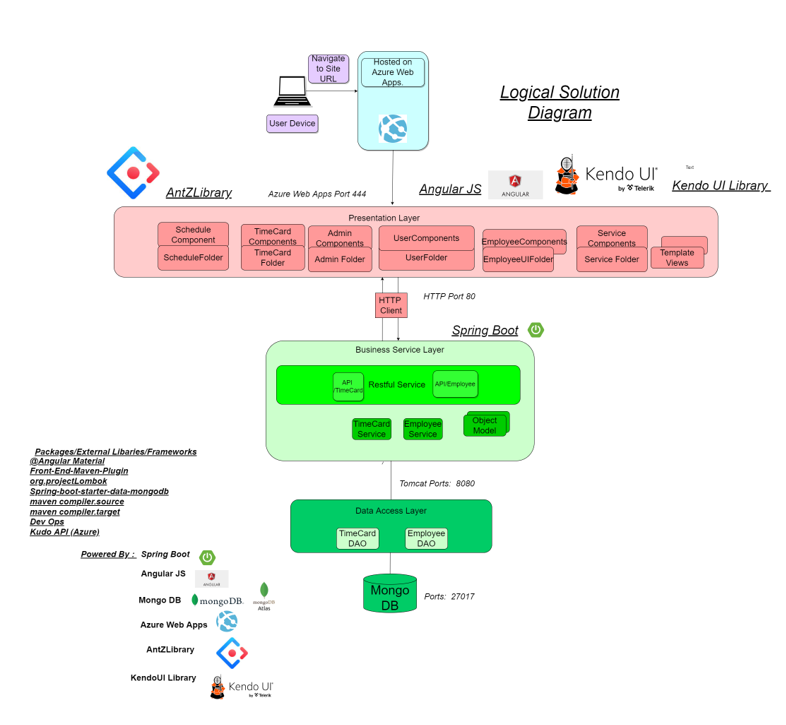 Navigate
to Site
URL
Hosted on
Azure Web
Apps.
User Device
Logical Solution
Diagram
AntZLibrary
Azure Web Apps Port 444
Angular JS
ANGULAR
Kendo UI
by Telerik
Text
Kendo UI Library
Presentation Layer
Schedule
Component
ScheduleFolder
TimeCard
Components
TimeCard
Folder
Admin
Components
Admin Folder
UserComponents
UserFolder
EmployeeComponents
EmployeeUIFolder
Service
Components
Service Folder
Template
Views
HTTP
Client
HTTP Port 80
Spring Boot
Business Service Layer
API
/TimeCard
Restful Service
API/Employee
TimeCard
Service
Employee
Service
Object
Model
Tomcat Ports: 8080
Data Access Layer
TimeCard
DAO
Employee
DAO
Mongo
DB
Ports: 27017
Packages/External Libaries/Frameworks
@Angular Material
Front-End-Maven-Plugin
org.projectLombok
Spring-boot-starter-data-mongodb
maven compiler.source
maven compiler.target
Dev Ops
Kudo API (Azure)
Powered By : Spring Boot
Angular JS
ANGULAR
Mongo DB
mongoDB.
mongoDB
Atlas
Azure Web Apps
AntZLibrary
KendoUI Library
Kendo UI
by Telerik